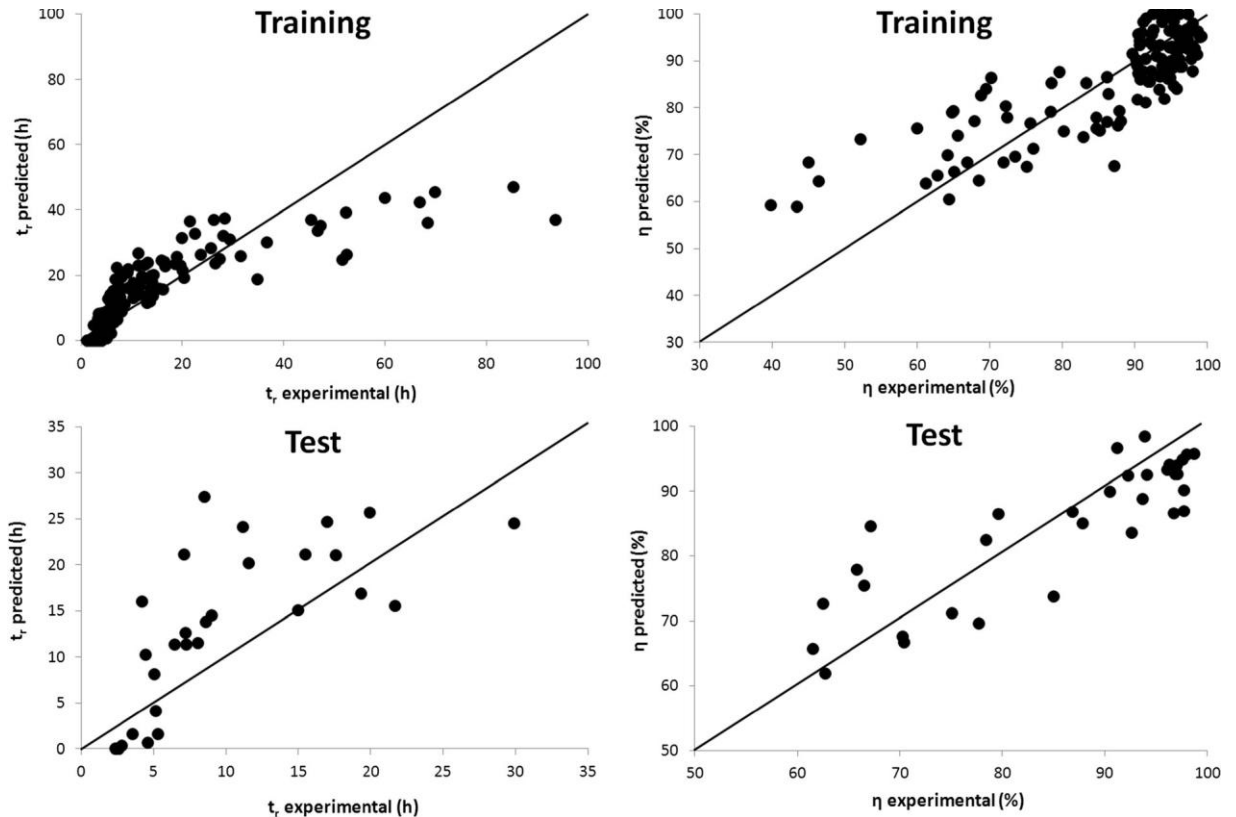 Training
100
80
60
40
20
0
0 20 40 60 80 100
tᵣ predicted (h)
tᵣ experimental (h)
Training
100
90
80
70
60
50
40
30
30 40 50 60 70 80 90 100
η predicted (%)
η experimental (%)
Test
35
30
25
20
15
10
5
0
0 5 10 15 20 25 30 35
tᵣ predicted (h)
tᵣ experimental (h)
Test
100
90
80
70
60
50
50 60 70 80 90 100
η predicted (%)
η experimental (%)